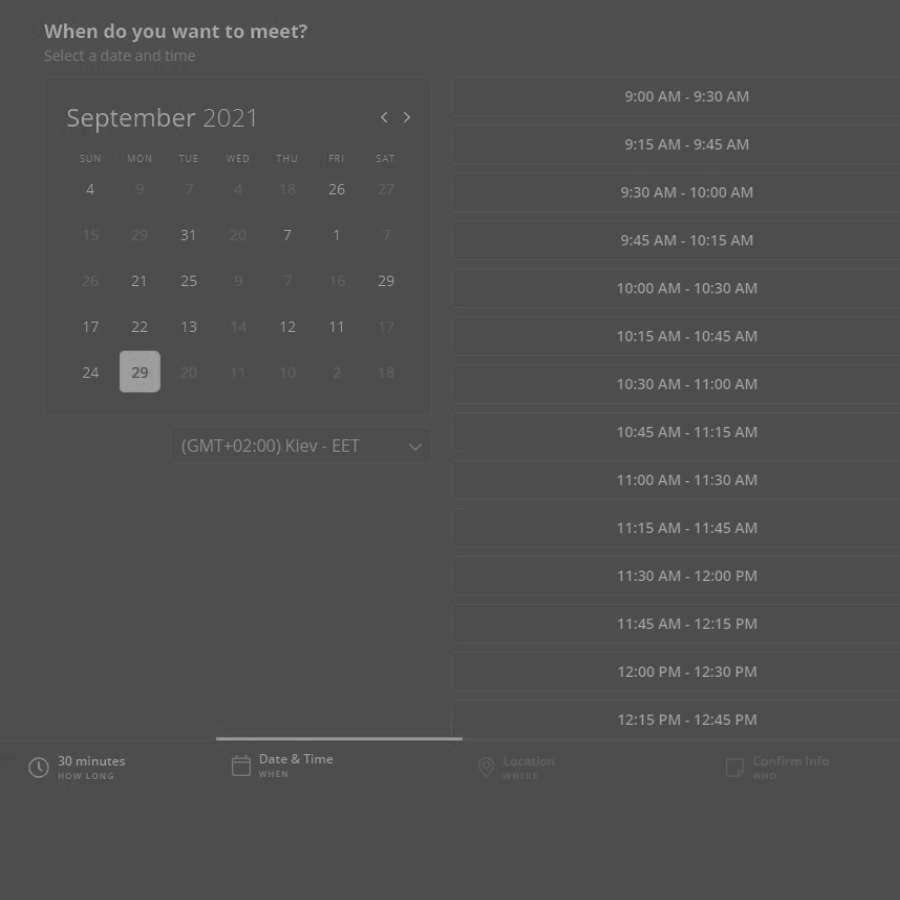 When do you want to meet?
Select a date and time
September 2021
SUN MON TUE WED THU FRI SAT
4 9 7 4 18 26 27
15 29 31 20 7 1 7
26 21 25 9 7 16 29
17 22 13 14 12 11 17
24 29 20 11 10 2 18
(GMT+02:00) Kiev - EET
9:00 AM - 9:30 AM
9:15 AM - 9:45 AM
9:30 AM - 10:00 AM
9:45 AM - 10:15 AM
10:00 AM - 10:30 AM
10:15 AM - 10:45 AM
10:30 AM - 11:00 AM
10:45 AM - 11:15 AM
11:00 AM - 11:30 AM
11:15 AM - 11:45 AM
11:30 AM - 12:00 PM
11:45 AM - 12:15 PM
12:00 PM - 12:30 PM
12:15 PM - 12:45 PM
30 minutes
HOW LONG
Date & Time
WHEN
Location
WHERE
Confirm Info
WHO